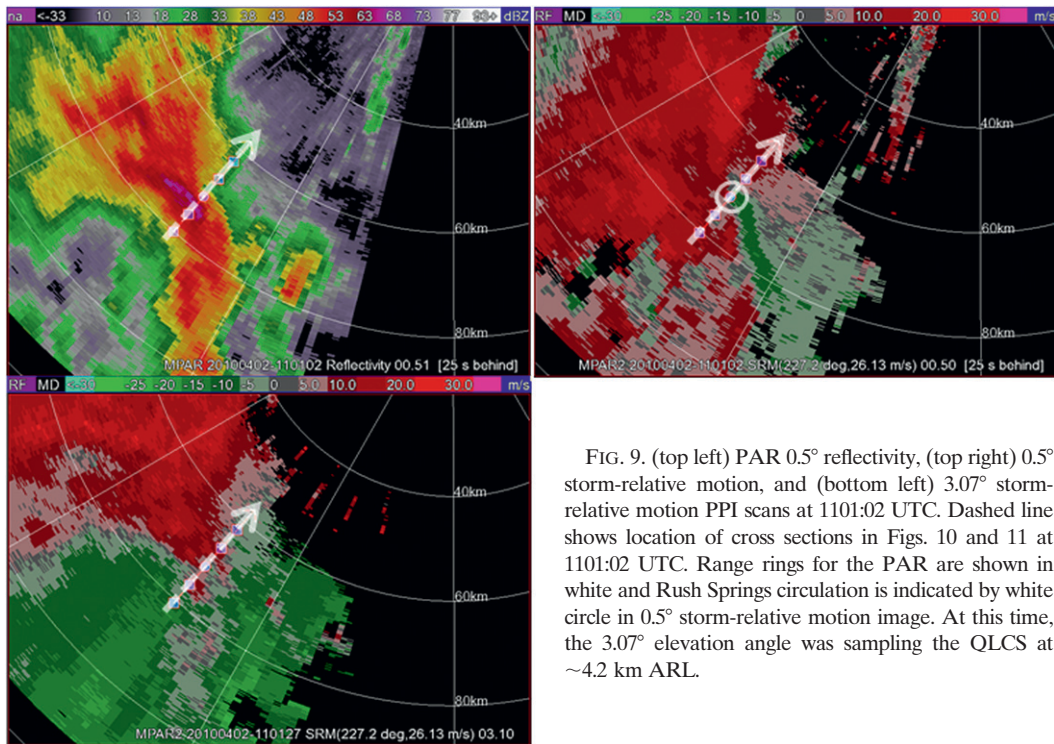 na <-33 10 13 18 28 33 38 43 48 53 63 68 73 77 93+ dBZ
40km
60km
80km
MPAR 20100402-110102 Reflectivity 00.51 [25 s behind]
RF MD <-30 -25 -20 -15 -10 -5 0 5.0 10.0 20.0 30.0 m/s
40km
60km
80km
MPAR2 20100402-110102 SRM(227.2 deg,26.13 m/s) 00.50 [25 s behind]
RF MD <-30 -25 -20 -15 -10 -5 0 5.0 10.0 20.0 30.0 m/s
40km
60km
80km
MPAR2 20100402-110127 SRM(227.2 deg,26.13 m/s) 03.10
FIG. 9. (top left) PAR 0.5° reflectivity, (top right) 0.5°
storm-relative motion, and (bottom left) 3.07° storm-
relative motion PPI scans at 1101:02 UTC. Dashed line
shows location of cross sections in Figs. 10 and 11 at
1101:02 UTC. Range rings for the PAR are shown in
white and Rush Springs circulation is indicated by white
circle in 0.5° storm-relative motion image. At this time,
the 3.07° elevation angle was sampling the QLCS at
~4.2 km ARL.